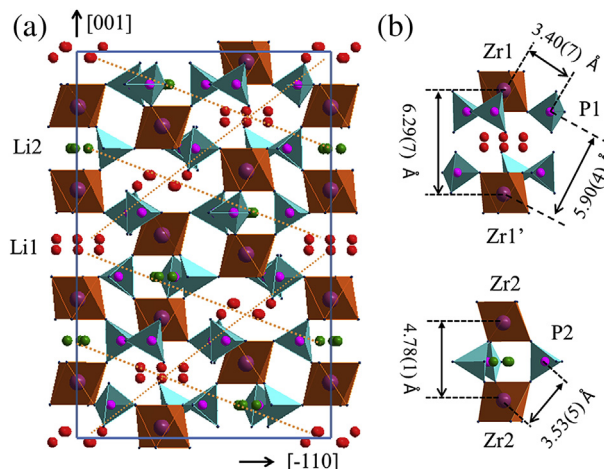 (a)
[001]
Li2
Li1
[-110]
(b)
3.40(7) Å
Zr1
P1
6.29(7) Å
5.90(4) Å
Zr1'
Zr2
P2
4.78(1) Å
3.53(5) Å
Zr2